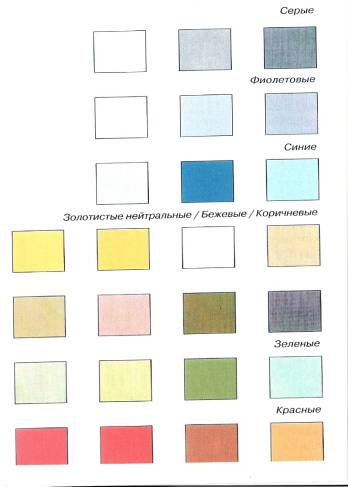 Серые
Фиолетовые
Синие
Золотистые нейтральные / Бежевые / Коричневые
Зеленые
Красные